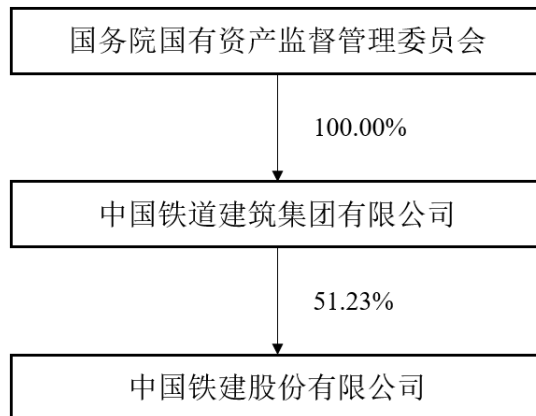 国务院国有资产监督管理委员会
100.00%
中国铁道建筑集团有限公司
51.23%
中国铁建股份有限公司